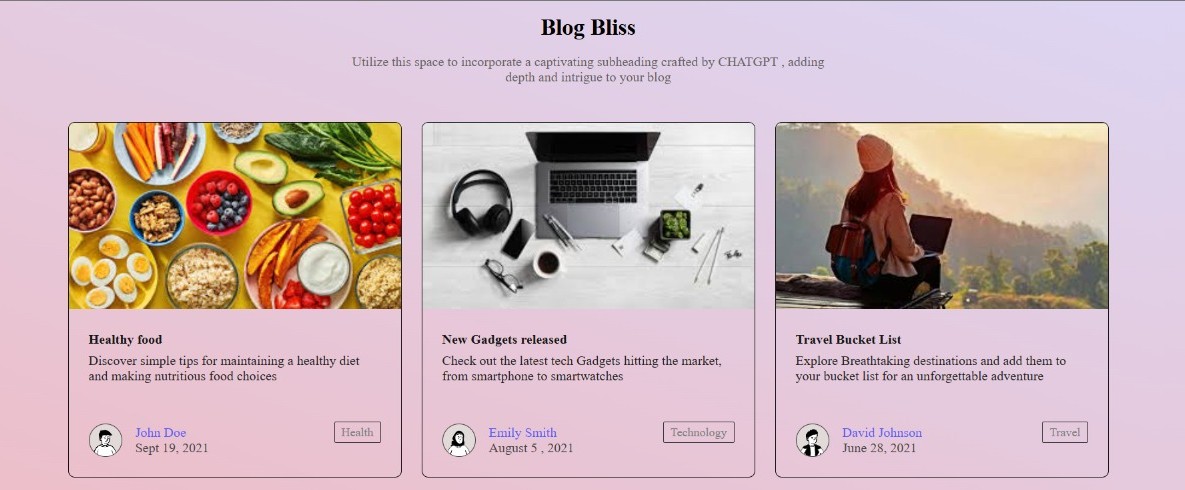 Blog Bliss
Utilize this space to incorporate a captivating subheading crafted by CHATGPT , adding
depth and intrigue to your blog
Healthy food
Discover simple tips for maintaining a healthy diet
and making nutritious food choices
John Doe
Sept 19, 2021
Health
New Gadgets released
Check out the latest tech Gadgets hitting the market,
from smartphone to smartwatches
Emily Smith
August 5 , 2021
Technology
Travel Bucket List
Explore Breathtaking destinations and add them to
your bucket list for an unforgettable adventure
David Johnson
June 28, 2021
Travel